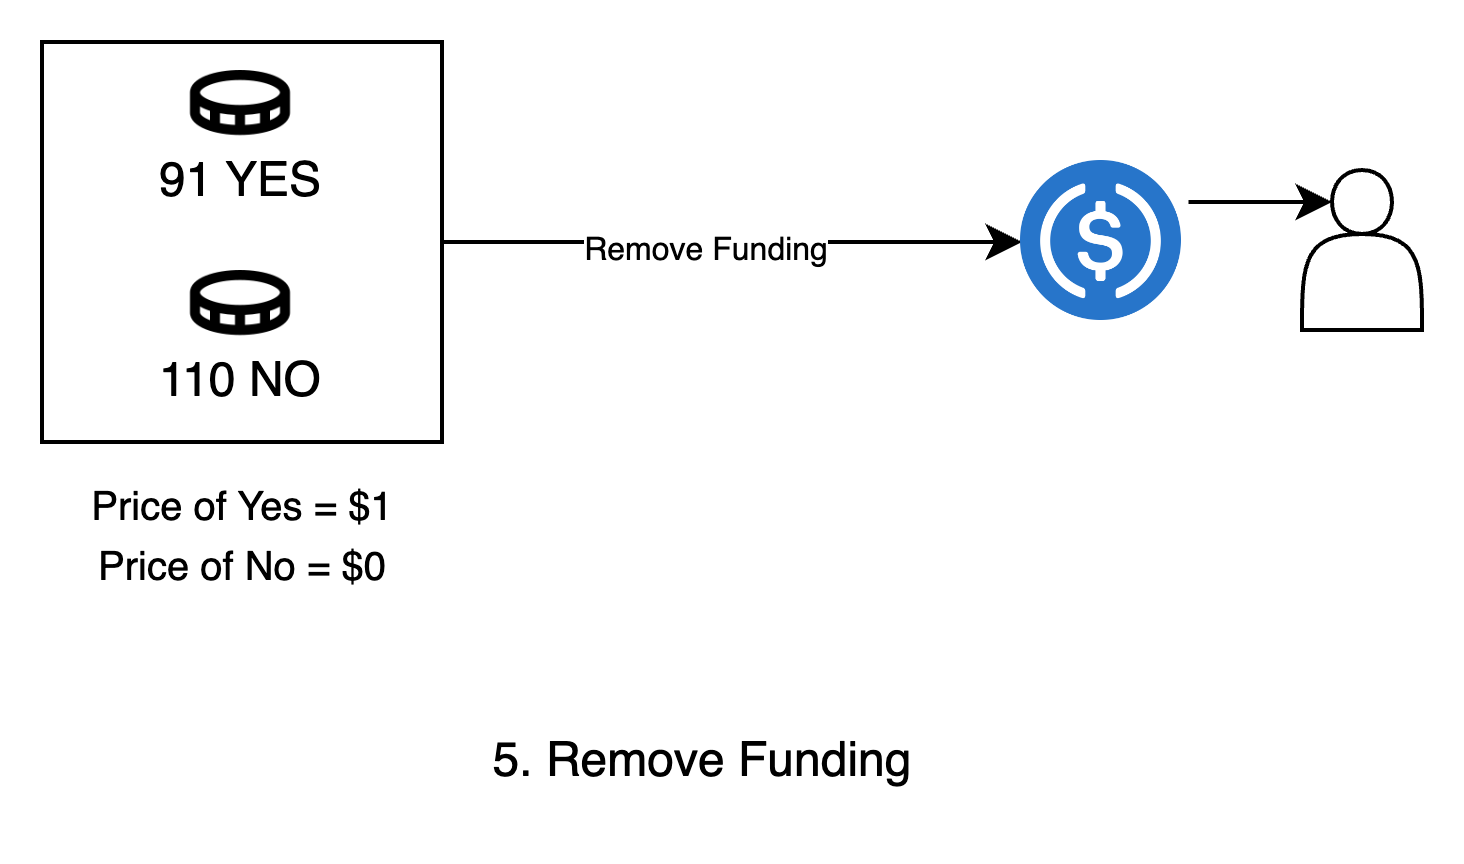 91 YES
110 NO
Remove Funding
$
Price of Yes = $1
Price of No = $0
5. Remove Funding